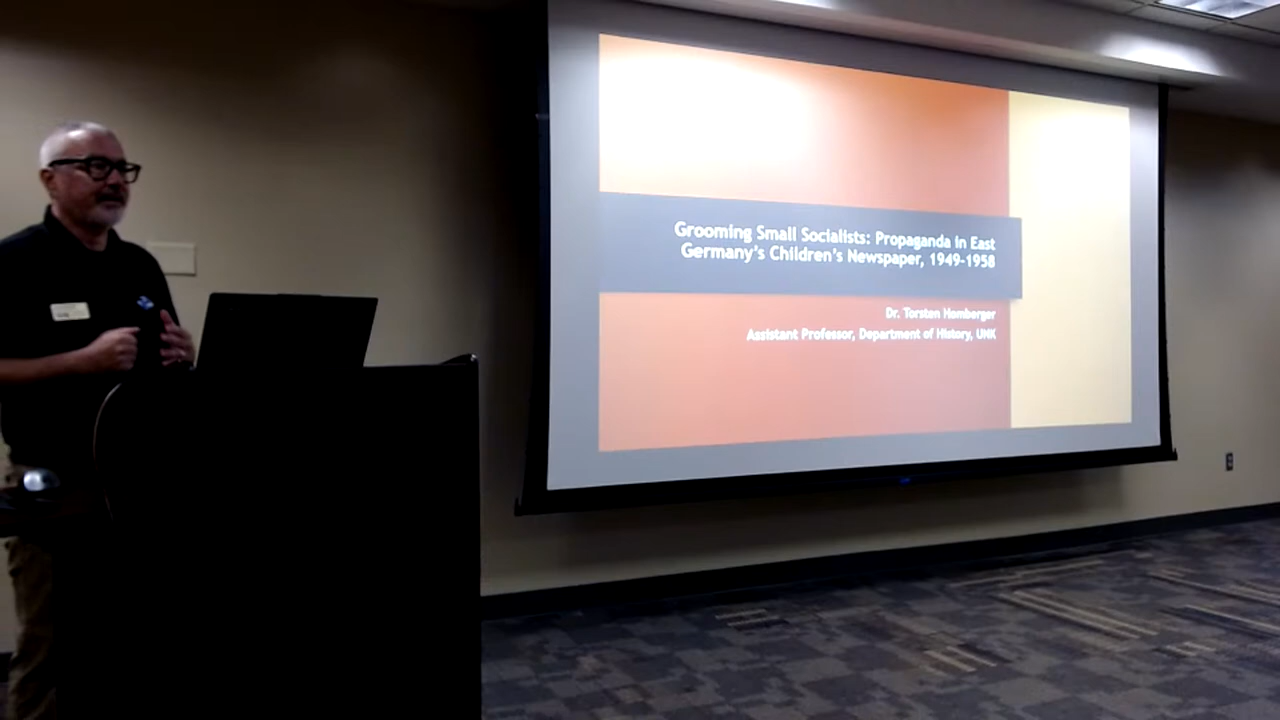 Grooming Small Socialists: Propaganda in East
Germany's Children's Newspaper, 1949-1958
Dr. Torsten Homberger
Assistant Professor, Department of History, UNK